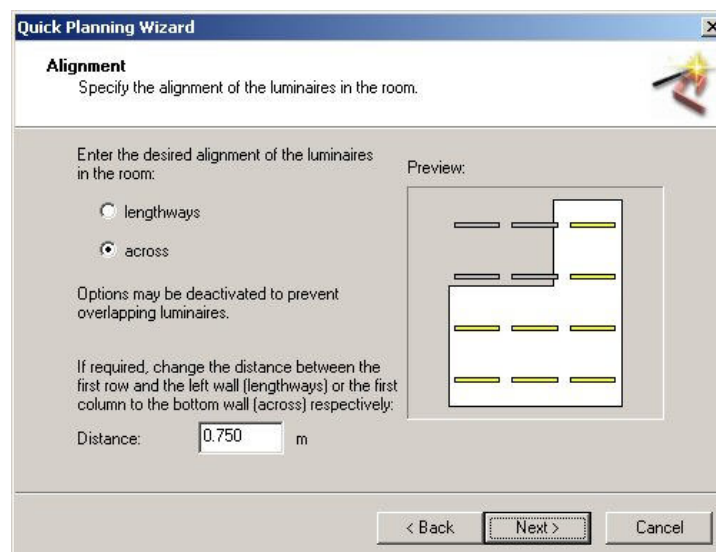 Quick Planning Wizard
Alignment
Specify the alignment of the luminaires in the room.
Enter the desired alignment of the luminaires
in the room:
Preview:
lengthways
across
Options may be deactivated to prevent
overlapping luminaires.
If required, change the distance between the
first row and the left wall (lengthways) or the first
column to the bottom wall (across) respectively:
Distance: 0.750 m
< Back Next > Cancel